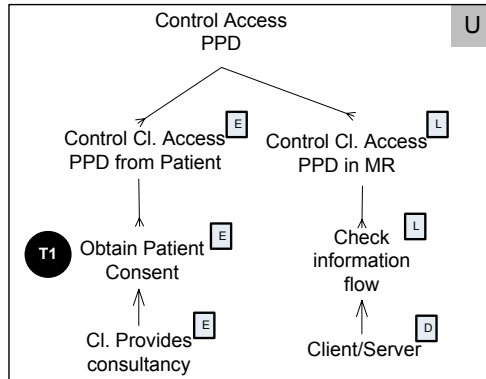 Control Access
PPD
U
Control Cl. Access
PPD from Patient
E
Control Cl. Access
PPD in MR
L
T1
Obtain Patient
Consent
E
Check
information
flow
L
Cl. Provides
consultancy
E
Client/Server
D